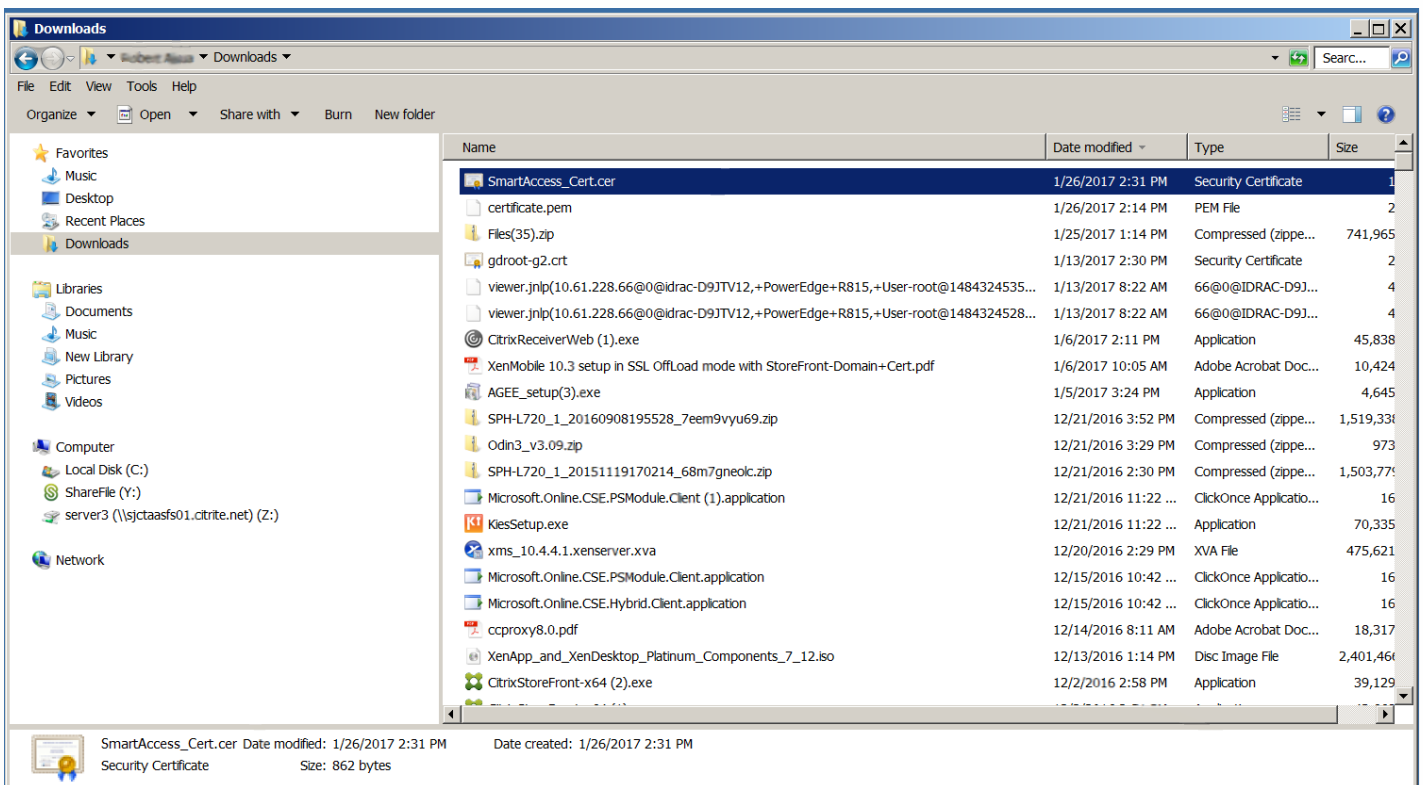 Downloads
Downloads
Searc...
File Edit View Tools Help
Organize Open Share with Burn New folder
Favorites
Music
Desktop
Recent Places
Downloads
Libraries
Documents
Music
New Library
Pictures
Videos
Computer
Local Disk (C:)
ShareFile (Y:)
server3 (\\sjctaasfs01.citrite.net) (Z:)
Network
Name Date modified Type Size
SmartAccess_Cert.cer 1/26/2017 2:31 PM Security Certificate 1
certificate.pem 1/26/2017 2:14 PM PEM File 2
Files(35).zip 1/25/2017 1:14 PM Compressed (zippe... 741,965
gdroot-g2.crt 1/13/2017 2:30 PM Security Certificate 2
viewer.jnlp(10.61.228.66@0@idrac-D9JTV12,+PowerEdge+R815,+User-root@1484324535... 1/13/2017 8:22 AM 66@0@IDRAC-D9J... 4
viewer.jnlp(10.61.228.66@0@idrac-D9JTV12,+PowerEdge+R815,+User-root@1484324528... 1/13/2017 8:22 AM 66@0@IDRAC-D9J... 4
CitrixReceiverWeb (1).exe 1/6/2017 2:11 PM Application 45,838
XenMobile 10.3 setup in SSL OffLoad mode with StoreFront-Domain+Cert.pdf 1/6/2017 10:05 AM Adobe Acrobat Doc... 10,424
AGEE_setup(3).exe 1/5/2017 3:24 PM Application 4,645
SPH-L720_1_20160908195528_7eem9vyu69.zip 12/21/2016 3:52 PM Compressed (zippe... 1,519,338
Odin3_v3.09.zip 12/21/2016 3:29 PM Compressed (zippe... 973
SPH-L720_1_20151119170214_68m7gneolc.zip 12/21/2016 2:30 PM Compressed (zippe... 1,503,779
Microsoft.Online.CSE.PSModule.Client (1).application 12/21/2016 11:22 ... ClickOnce Applicatio... 16
KiesSetup.exe 12/21/2016 11:22 ... Application 70,335
xms_10.4.4.1.xenserver.xva 12/20/2016 2:29 PM XVA File 475,621
Microsoft.Online.CSE.PSModule.Client.application 12/15/2016 10:42 ... ClickOnce Applicatio... 16
Microsoft.Online.CSE.Hybrid.Client.application 12/15/2016 10:42 ... ClickOnce Applicatio... 16
ccproxy8.0.pdf 12/14/2016 8:11 AM Adobe Acrobat Doc... 18,317
XenApp_and_XenDesktop_Platinum_Components_7_12.iso 12/13/2016 1:14 PM Disc Image File 2,401,466
CitrixStoreFront-x64 (2).exe 12/2/2016 2:58 PM Application 39,129
SmartAccess_Cert.cer Date modified: 1/26/2017 2:31 PM Date created: 1/26/2017 2:31 PM
Security Certificate Size: 862 bytes